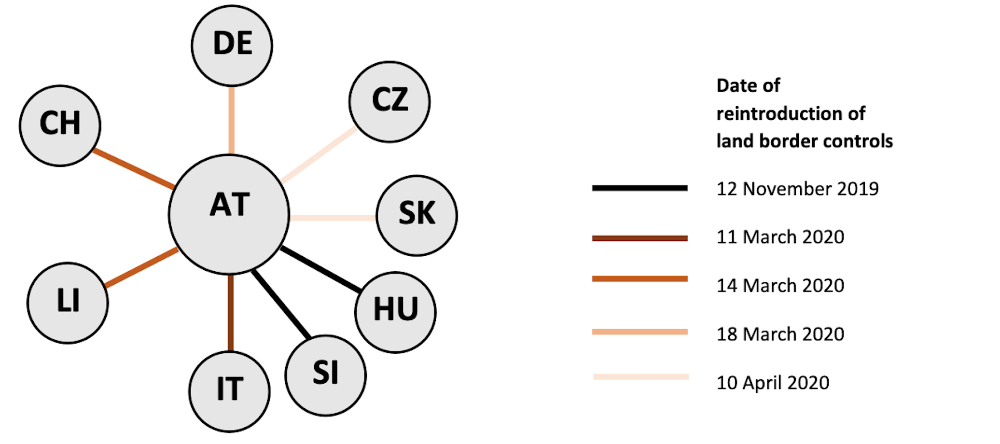 DE
CZ
CH
AT
SK
LI
HU
SI
IT
Date of
reintroduction of
land border controls
12 November 2019
11 March 2020
14 March 2020
18 March 2020
10 April 2020